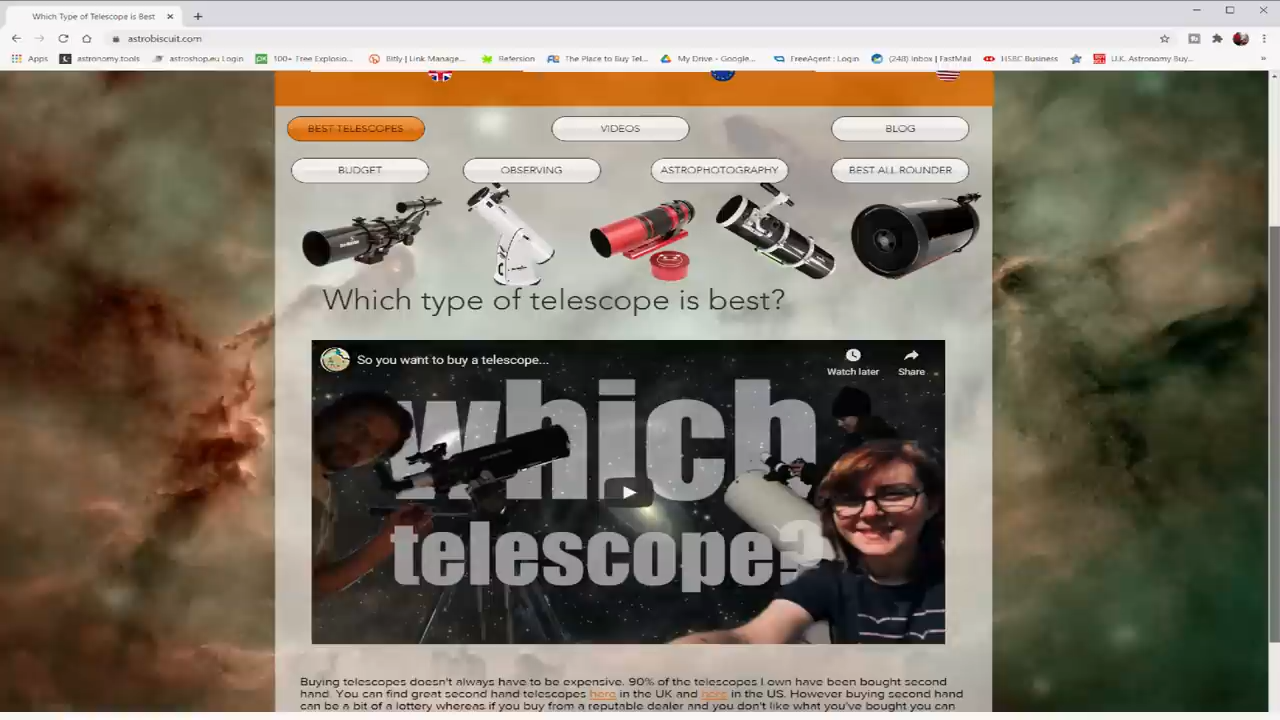 Which Type of Telescope is Best
astrobiscuit.com
Apps
astronomy.tools
astroshop.eu Login
100+ Free Explosio...
Bitly | Link Manage...
Refersion
The Place to Buy Tel...
My Drive - Google...
FreeAgent : Login
(248) Inbox | FastMail
HSBC Business
U.K. Astronomy Buy...
BEST TELESCOPES
VIDEOS
BLOG
BUDGET
OBSERVING
ASTROPHOTOGRAPHY
BEST ALL ROUNDER
Which type of telescope is best?
So you want to buy a telescope...
Watch later
Share
which
telescope?
Buying telescopes doesn't always have to be expensive. 90% of the telescopes I own have been bought second
hand. You can find great second hand telescopes here in the UK and here in the US. However buying second hand
can be a bit of a lottery whereas if you buy from a reputable dealer and you don't like what you've bought you can